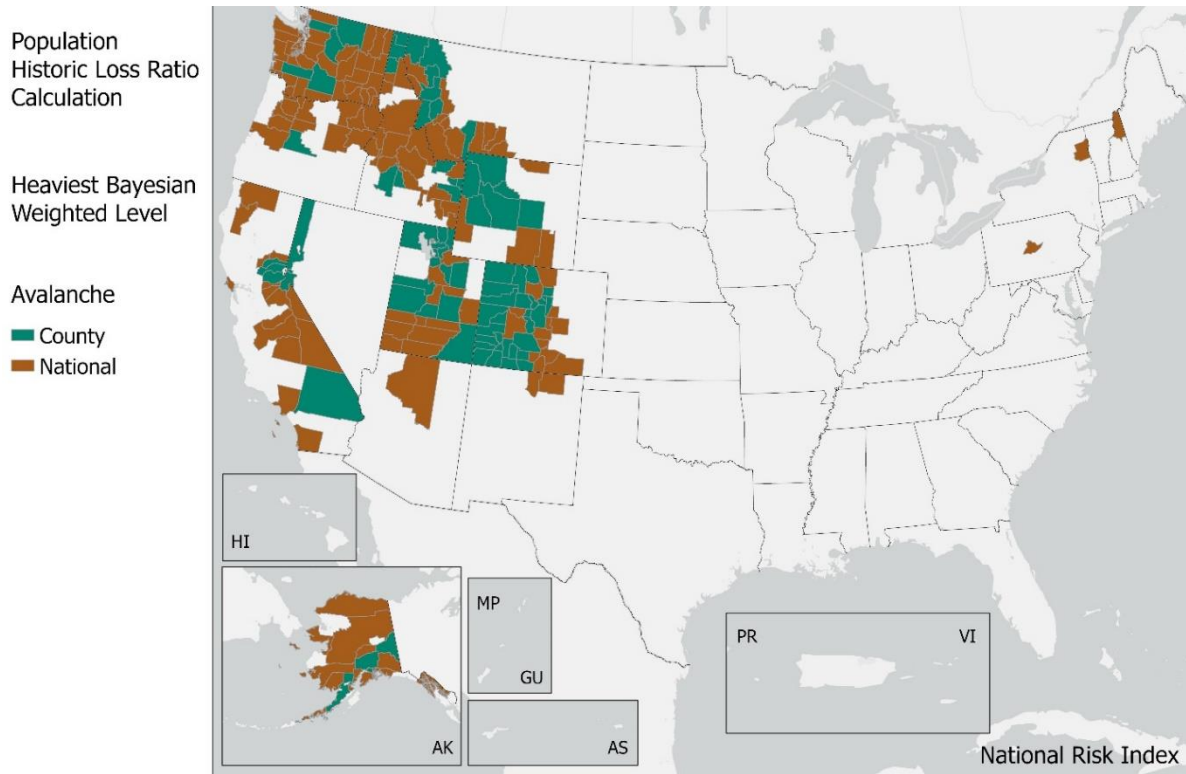 Population
Historic Loss Ratio
Calculation
Heaviest Bayesian
Weighted Level
Avalanche
County
National
HI
AK
MP
GU
AS
PR
VI
National Risk Index